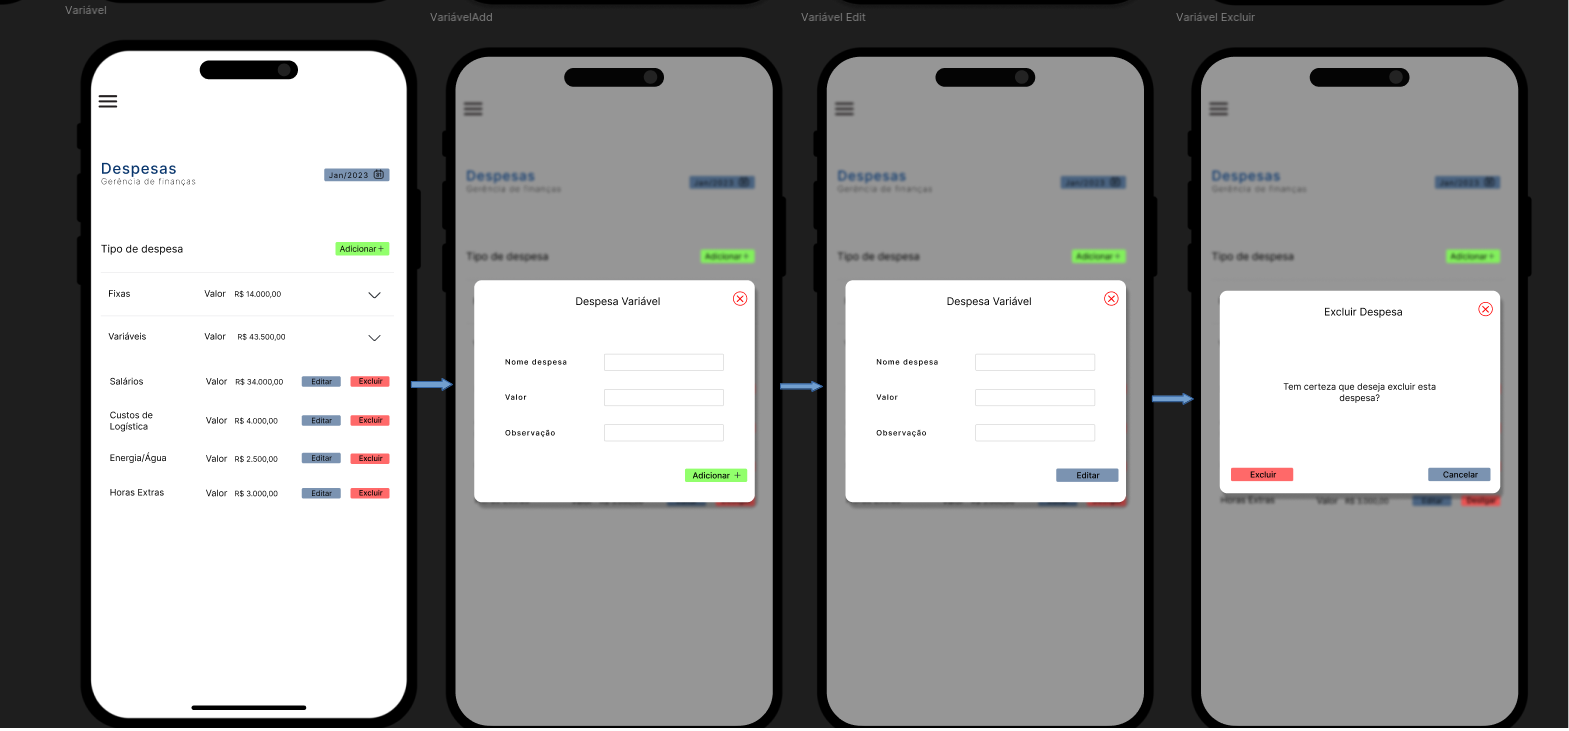 Variável
VariávelAdd
Variável Edit
Variável Excluir
Despesas
Gerência de finanças
Jan/2023
Tipo de despesa
Adicionar +
Fixas Valor R$ 14.000,00
Variáveis Valor R$ 43.500,00
Salários Valor R$ 34.000,00 Editar Excluir
Custos de
Logística Valor R$ 4.000,00 Editar Excluir
Energia/Água Valor R$ 2.500,00 Editar Excluir
Horas Extras Valor R$ 3.000,00 Editar Excluir
Despesas
Gerência de finanças
Jan/2023
Tipo de despesa
Adicionar +
Despesa Variável
Nome despesa
Valor
Observação
Adicionar +
Despesas
Gerência de finanças
Jan/2023
Tipo de despesa
Adicionar +
Despesa Variável
Nome despesa
Valor
Observação
Editar
Despesas
Gerência de finanças
Jan/2023
Tipo de despesa
Adicionar +
Excluir Despesa
Tem certeza que deseja excluir esta
despesa?
Excluir
Cancelar
Horas Extras Valor R$ 3.000,00 Editar